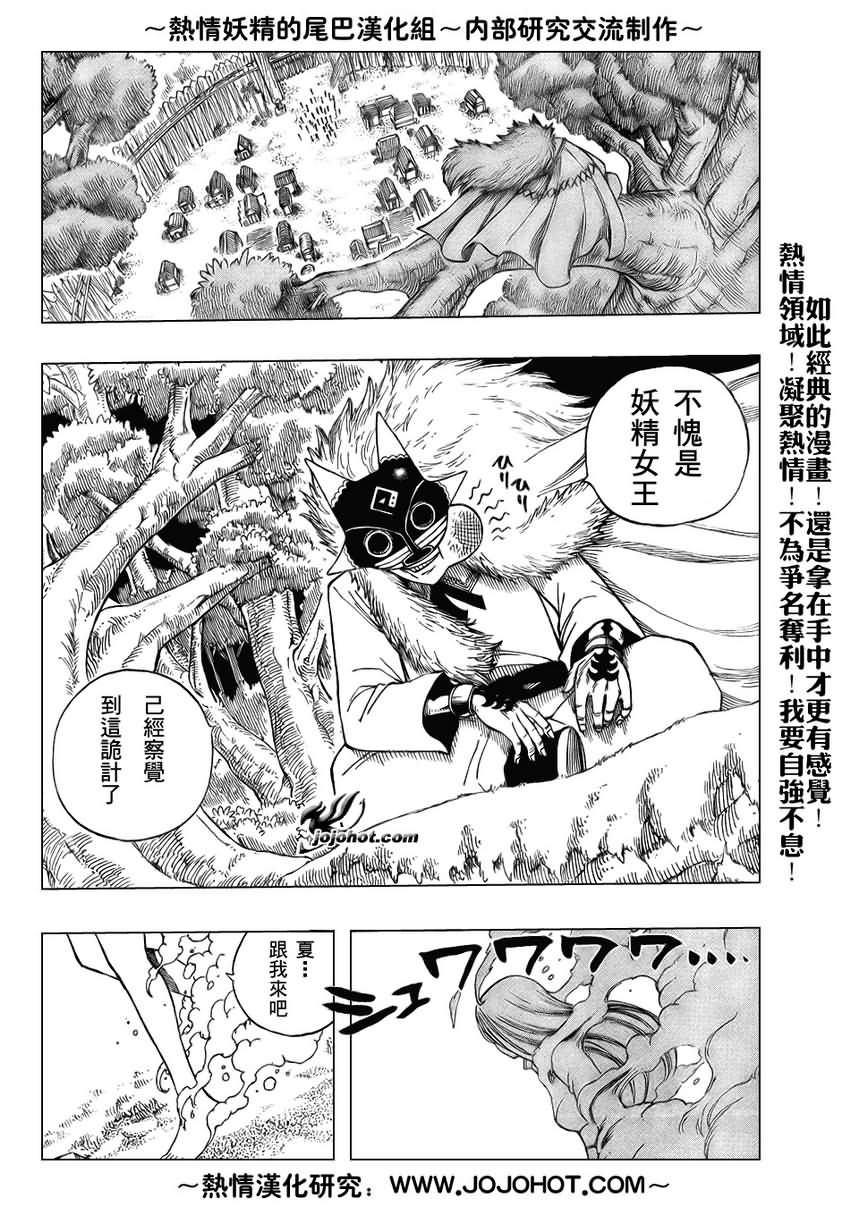 ～熱情妖精的尾巴漢化組～内部研究交流制作～
如此經典的漫畫！還是拿在手中才更有感覺！
熱情領域！凝聚熱情！不為爭名奪利！我要自強不息！
不愧是
妖精女王
ひりひり
己經察覺
到這詭計了
jojohot.com
シュワワワワ....
夏…
跟我來吧
～熱情漢化研究：WWW.JOJOHOT.COM～